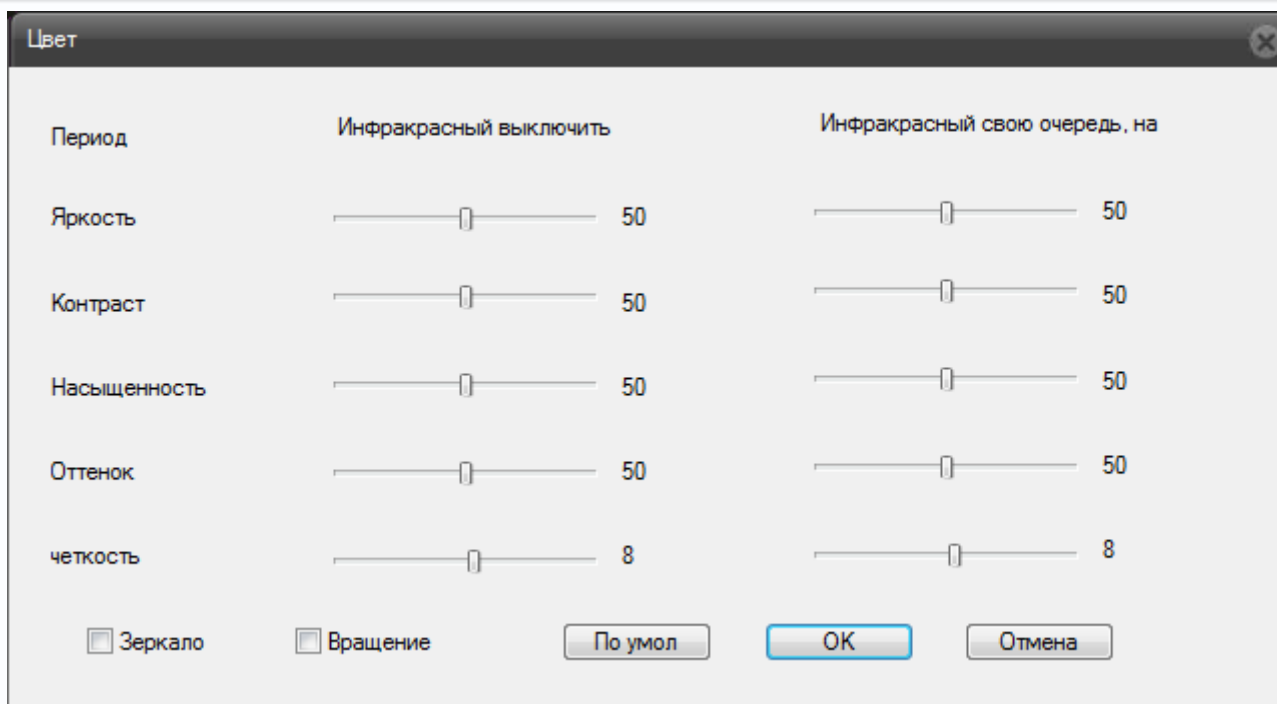 Цвет
Период Инфракрасный выключить Инфракрасный свою очередь, на
Яркость 50 50
Контраст 50 50
Насыщенность 50 50
Оттенок 50 50
четкость 8 8
Зеркало Вращение По умол OK Отмена